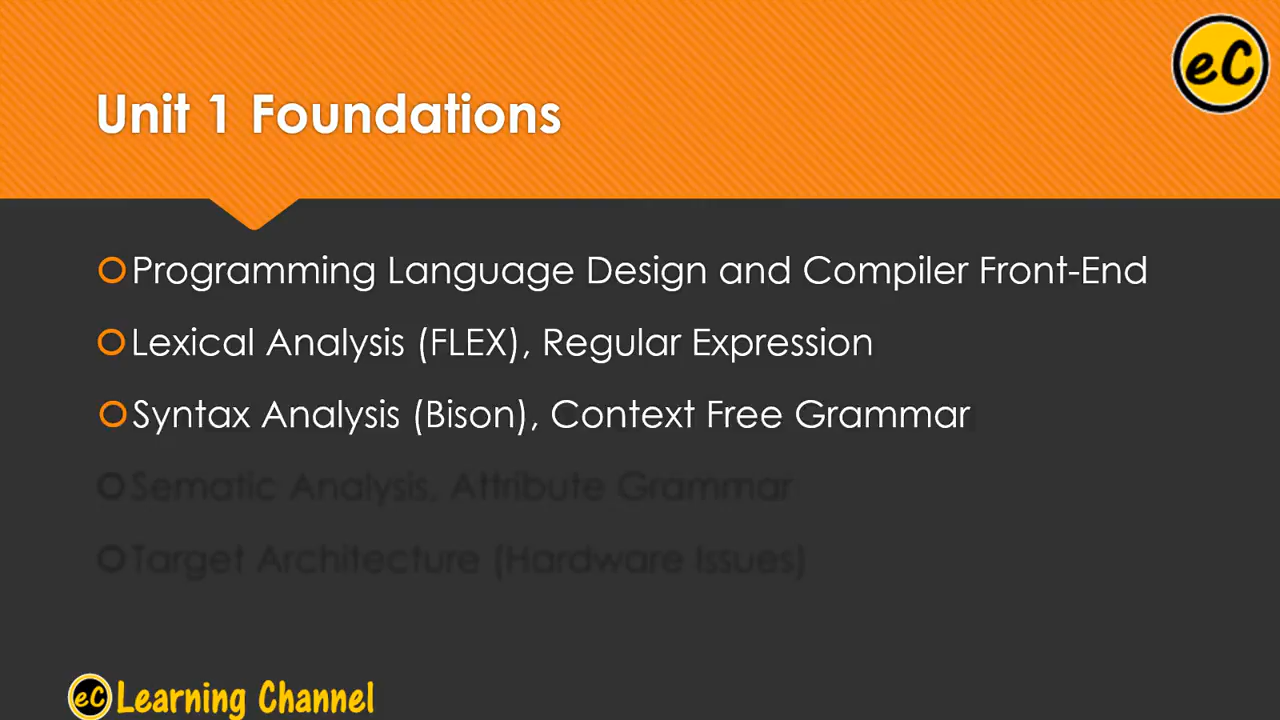 eC
Unit 1 Foundations
Programming Language Design and Compiler Front-End
Lexical Analysis (FLEX), Regular Expression
Syntax Analysis (Bison), Context Free Grammar
Sematic Analysis, Attribute Grammar
Target Architecture (Hardware Issues)
eC Learning Channel